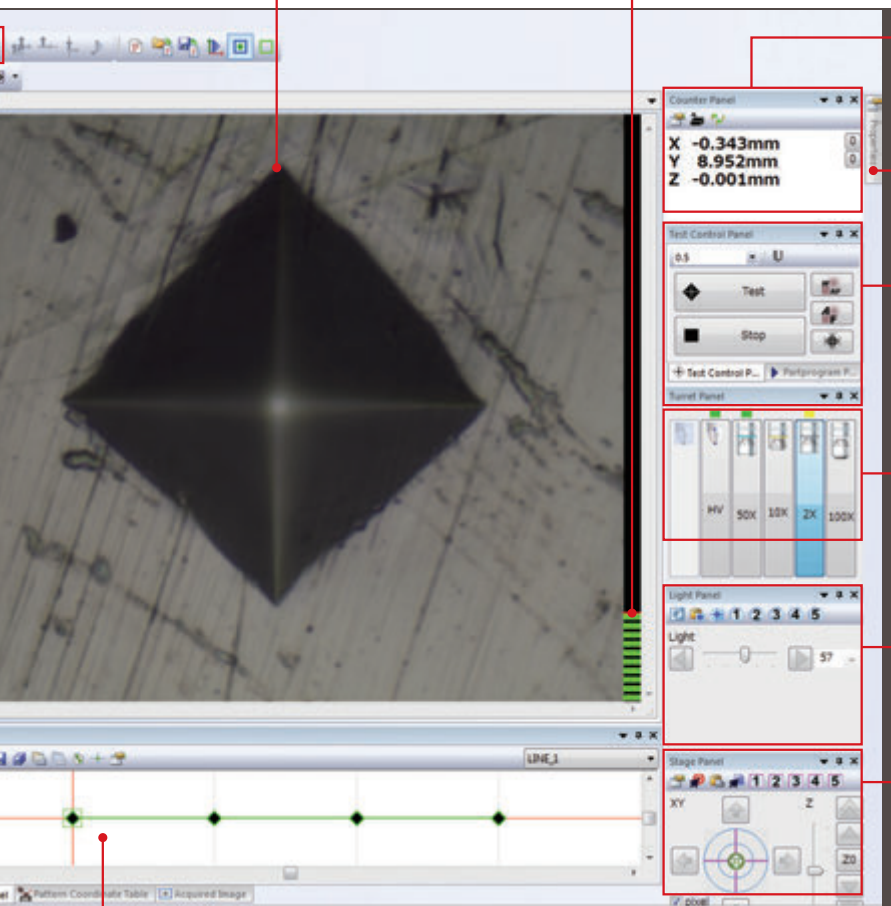 Counter Panel
Properties
X -0.343mm
Y 8.952mm
Z -0.001mm
Test Control Panel
0.5
U
Test
AF
Stop
Test Control P... Partprogram P...
Turret Panel
HV 50X 10X 2X 100X
Light Panel
1 2 3 4 5
Light
57
LINE_1
Stage Panel
1 2 3 4 5
XY Z
Z0
pixel
Pattern Coordinate Table Acquired Image